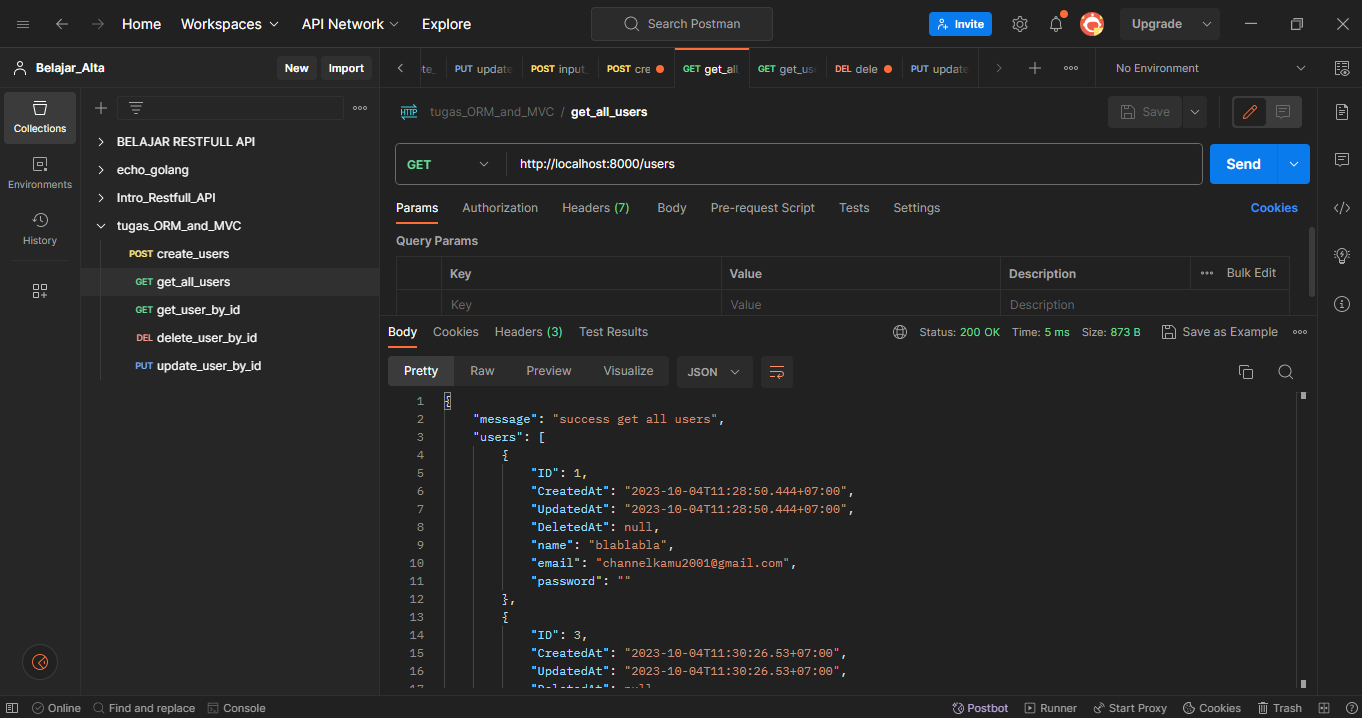 Home Workspaces API Network Explore Search Postman Invite Upgrade
Belajar_Alta New Import PUT update POST input_ POST cre GET get_all GET get_us DEL dele PUT update No Environment
Collections
Environments
History
BELAJAR RESTFULL API
echo_golang
Intro_Restfull_API
tugas_ORM_and_MVC
POST create_users
GET get_all_users
GET get_user_by_id
DEL delete_user_by_id
PUT update_user_by_id
HTTP tugas_ORM_and_MVC / get_all_users Save
GET http://localhost:8000/users Send
Params Authorization Headers (7) Body Pre-request Script Tests Settings Cookies
Query Params
Key Value Description Bulk Edit
Key Value Description
Body Cookies Headers (3) Test Results Status: 200 OK Time: 5 ms Size: 873 B Save as Example
Pretty Raw Preview Visualize JSON
1 {
2 "message": "success get all users",
3 "users": [
4 {
5 "ID": 1,
6 "CreatedAt": "2023-10-04T11:28:50.444+07:00",
7 "UpdatedAt": "2023-10-04T11:28:50.444+07:00",
8 "DeletedAt": null,
9 "name": "blablabla",
10 "email": "channelkamu2001@gmail.com",
11 "password": ""
12 },
13 {
14 "ID": 3,
15 "CreatedAt": "2023-10-04T11:30:26.53+07:00",
16 "UpdatedAt": "2023-10-04T11:30:26.53+07:00",
17 "DeletedAt": null
Online Find and replace Console Postbot Runner Start Proxy Cookies Trash